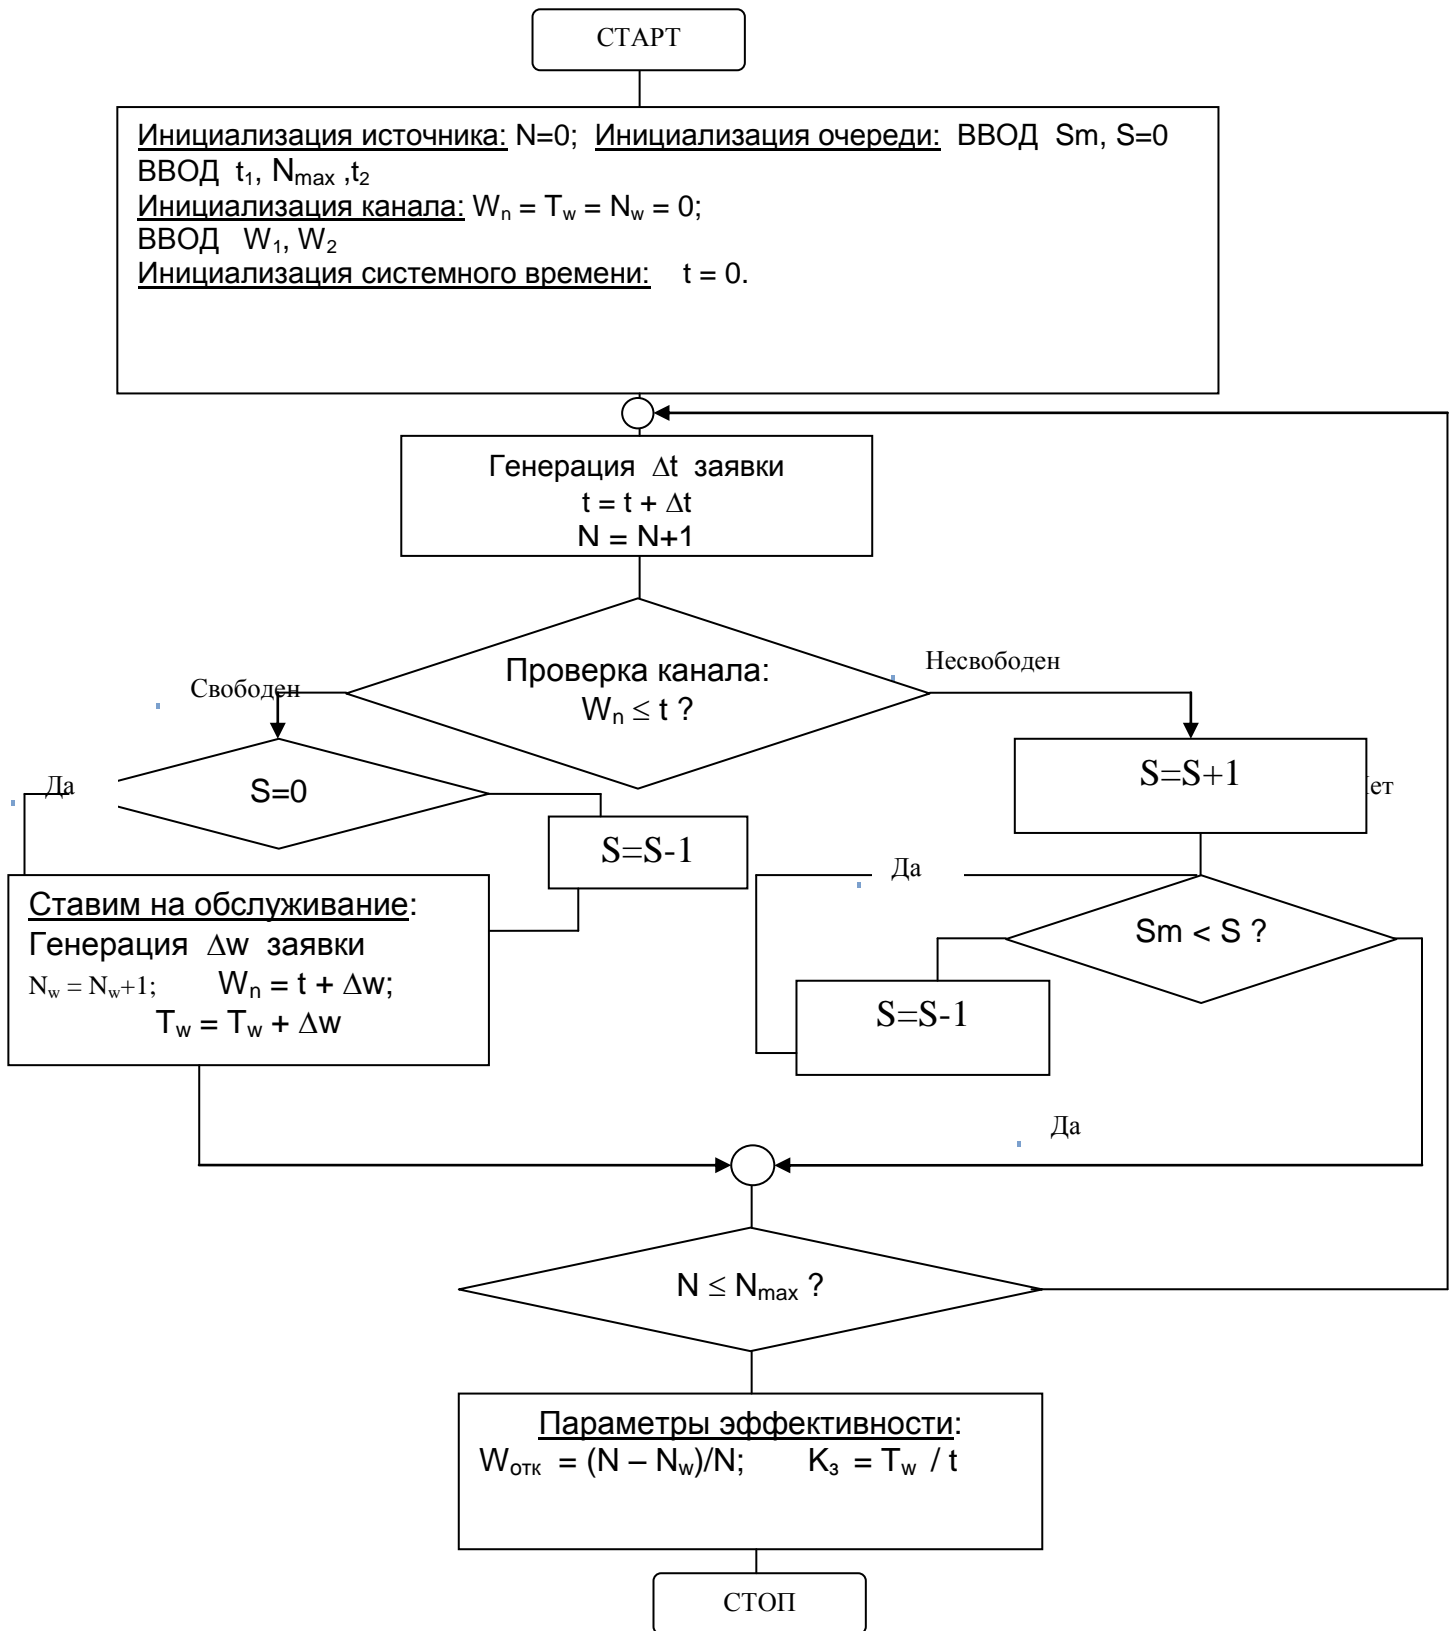 СТАРТ
Инициализация источника: N=0; Инициализация очереди: ВВОД Sm, S=0
ВВОД t₁, Nmax ,t₂
Инициализация канала: Wn = Tw = Nw = 0;
ВВОД W₁, W₂
Инициализация системного времени: t = 0.
Генерация Δt заявки
t = t + Δt
N = N+1
Проверка канала:
Wn ≤ t ?
Свободен
Несвободен
Да
S=0
S=S-1
S=S+1
Ставим на обслуживание:
Генерация Δw заявки
Nw = Nw+1; Wn = t + Δw;
Tw = Tw + Δw
Да
Sm < S ?
S=S-1
Да
N ≤ Nmax ?
Параметры эффективности:
Wотк = (N – Nw)/N; Kз = Tw / t
СТОП